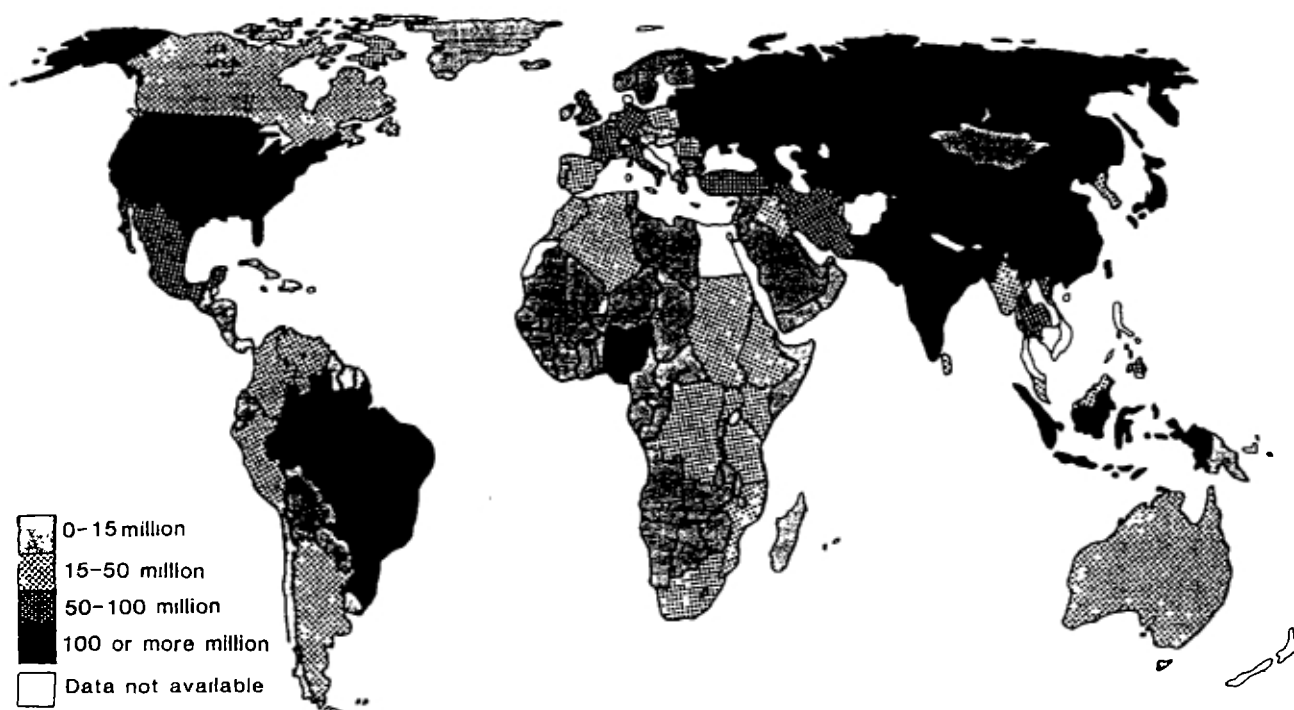 0-15 million
15-50 million
50-100 million
100 or more million
Data not available